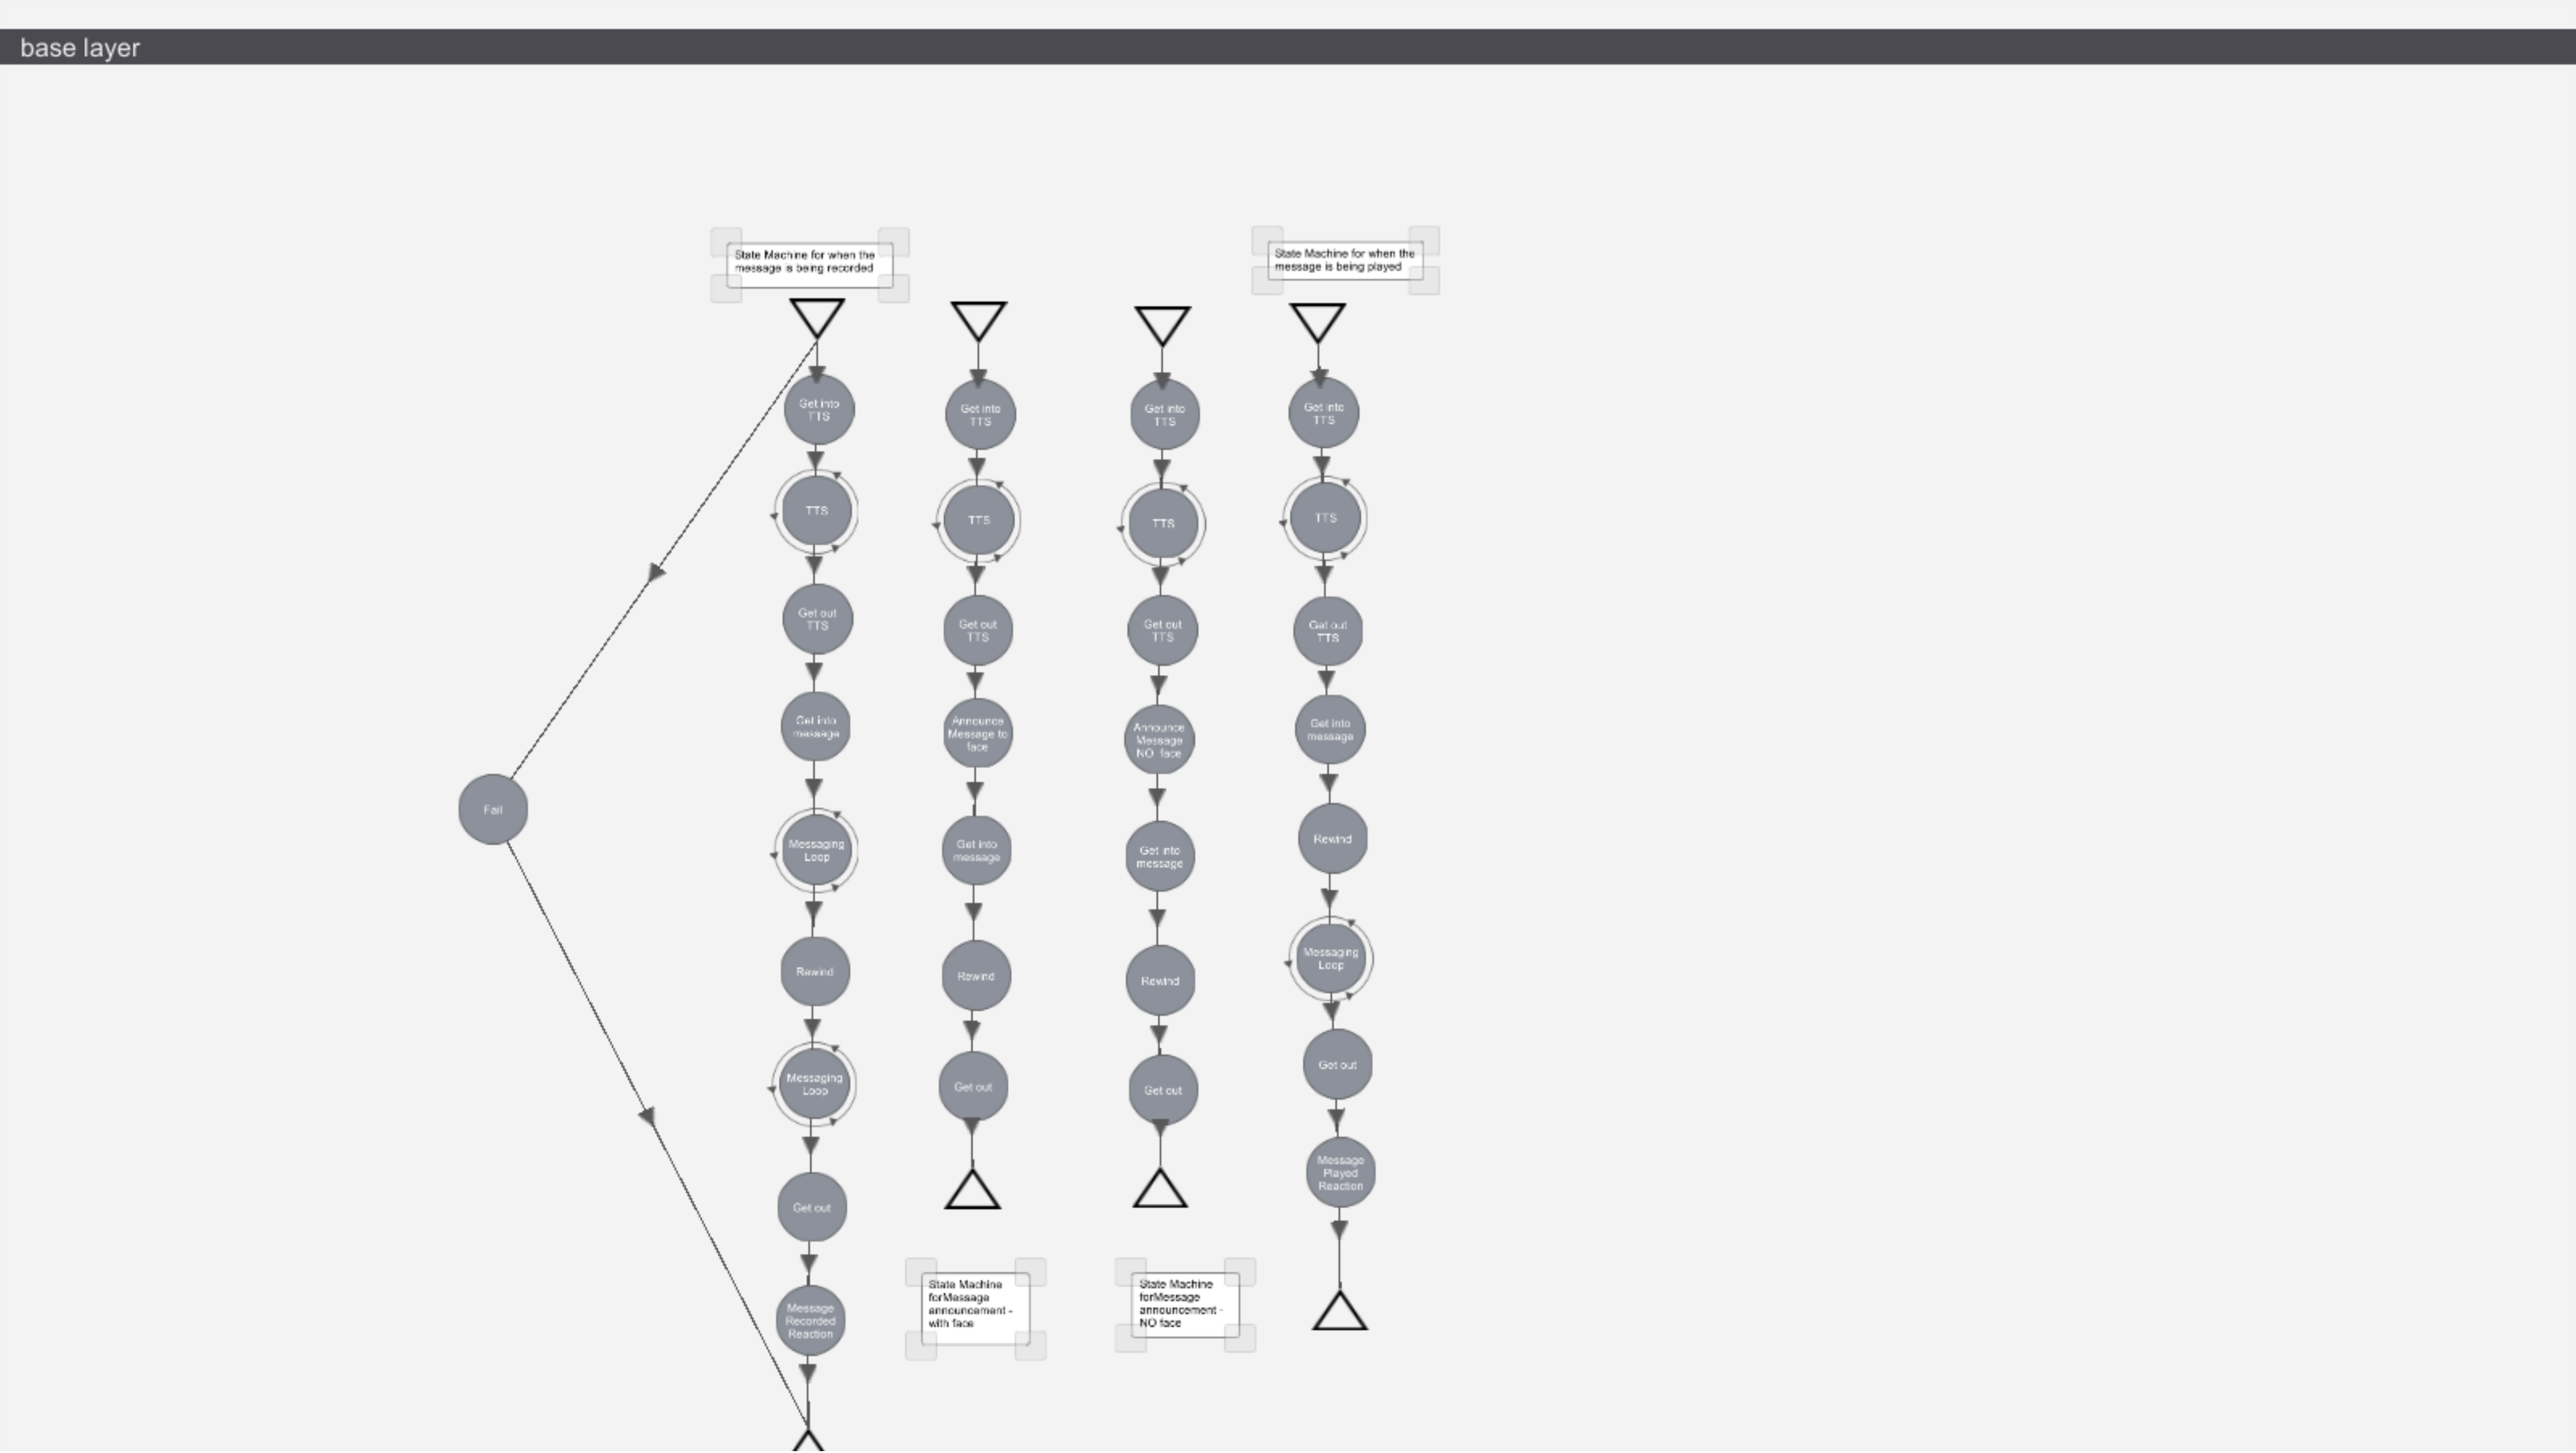 base layer
State Machine for when the
message is being recorded
Get into
TTS
TTS
Get out
TTS
Get into
message
Messaging
Loop
Rewind
Messaging
Loop
Get out
Message
Recorded
Reaction
Fail
Get into
TTS
TTS
Get out
TTS
Announce
Message to
face
Get into
message
Rewind
Get out
State Machine
forMessage
announcement -
with face
Get into
TTS
TTS
Get out
TTS
Announce
Message
NO face
Get into
message
Rewind
Get out
State Machine
forMessage
announcement -
NO face
State Machine for when the
message is being played
Get into
TTS
TTS
Get out
TTS
Get into
message
Rewind
Messaging
Loop
Get out
Message
Played
Reaction